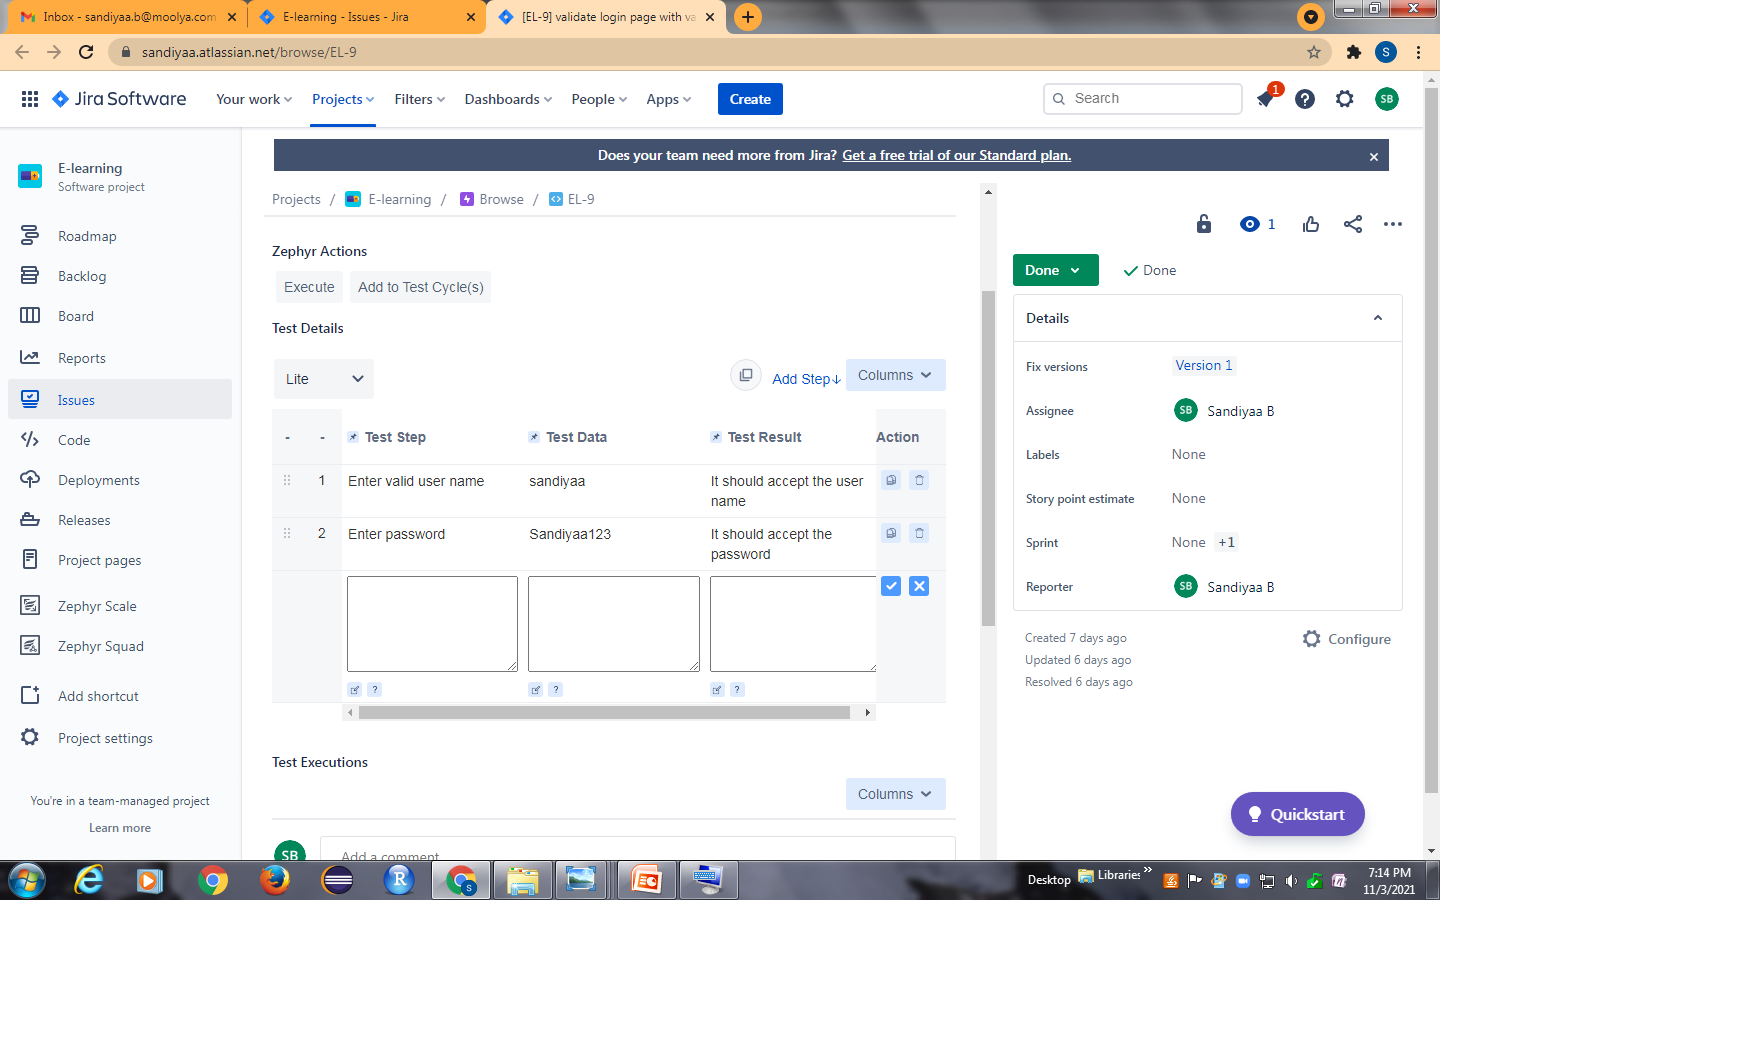 Inbox - sandiyaa.b@moolya.com
E-learning - Issues - Jira
[EL-9] validate login page with va
S
sandiyaa.atlassian.net/browse/EL-9
Jira Software
Your work
Projects
Filters
Dashboards
People
Apps
Create
Search
1
SB
E-learning
Software project
Roadmap
Backlog
Board
Reports
Issues
Code
Deployments
Releases
Project pages
Zephyr Scale
Zephyr Squad
Add shortcut
Project settings
You're in a team-managed project
Learn more
Does your team need more from Jira? Get a free trial of our Standard plan.
Projects / E-learning / Browse / EL-9
Zephyr Actions
Execute
Add to Test Cycle(s)
Test Details
Lite
Add Step↓
Columns
- - Test Step Test Data Test Result Action
1 Enter valid user name sandiyaa It should accept the user
name
2 Enter password Sandiyaa123 It should accept the
password
? ? ?
Test Executions
Columns
SB
Add a comment
1
Done
Done
Details
Fix versions Version 1
Assignee SB Sandiyaa B
Labels None
Story point estimate None
Sprint None +1
Reporter SB Sandiyaa B
Created 7 days ago
Configure
Updated 6 days ago
Resolved 6 days ago
Quickstart
Desktop
Libraries
7:14 PM
11/3/2021